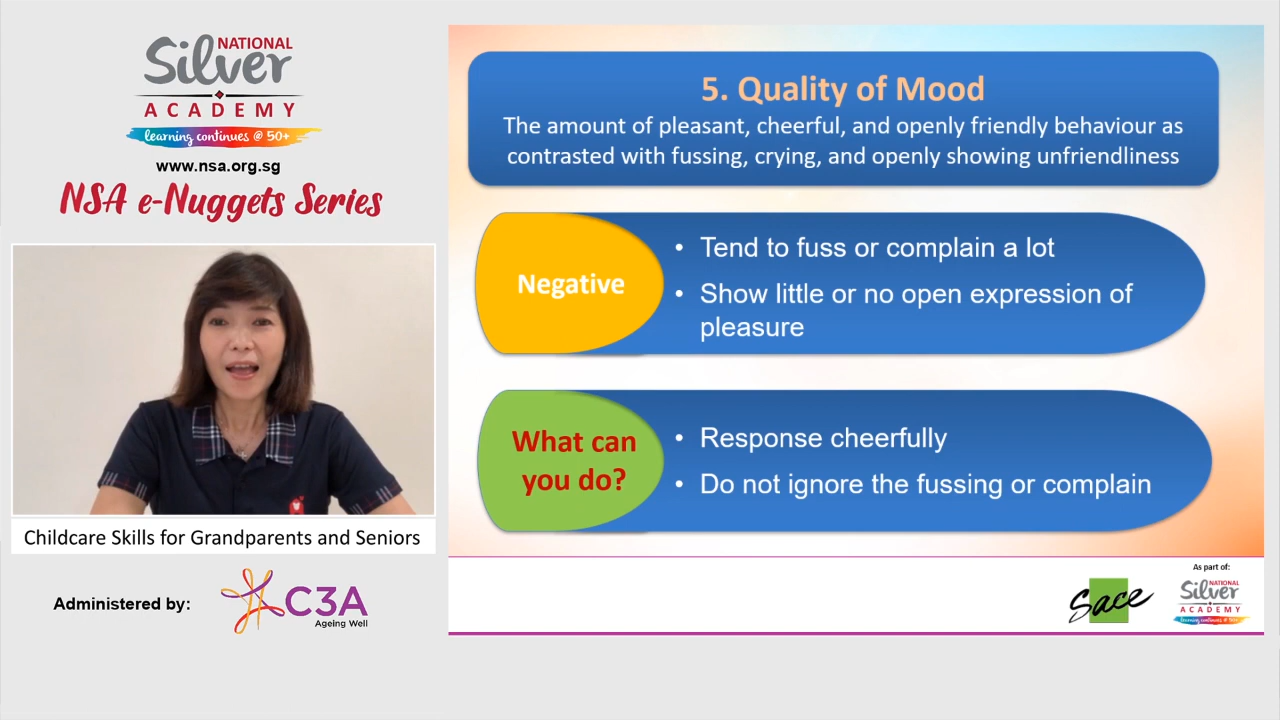 NATIONAL
Silver
ACADEMY
learning continues @ 50+
www.nsa.org.sg
NSA e-Nuggets Series
Childcare Skills for Grandparents and Seniors
Administered by:
C3A
Ageing Well
5. Quality of Mood
The amount of pleasant, cheerful, and openly friendly behaviour as
contrasted with fussing, crying, and openly showing unfriendliness
Negative
• Tend to fuss or complain a lot
• Show little or no open expression of
pleasure
What can
you do?
• Response cheerfully
• Do not ignore the fussing or complain
Sace
As part of:
NATIONAL
Silver
ACADEMY
learning continues @ 50+